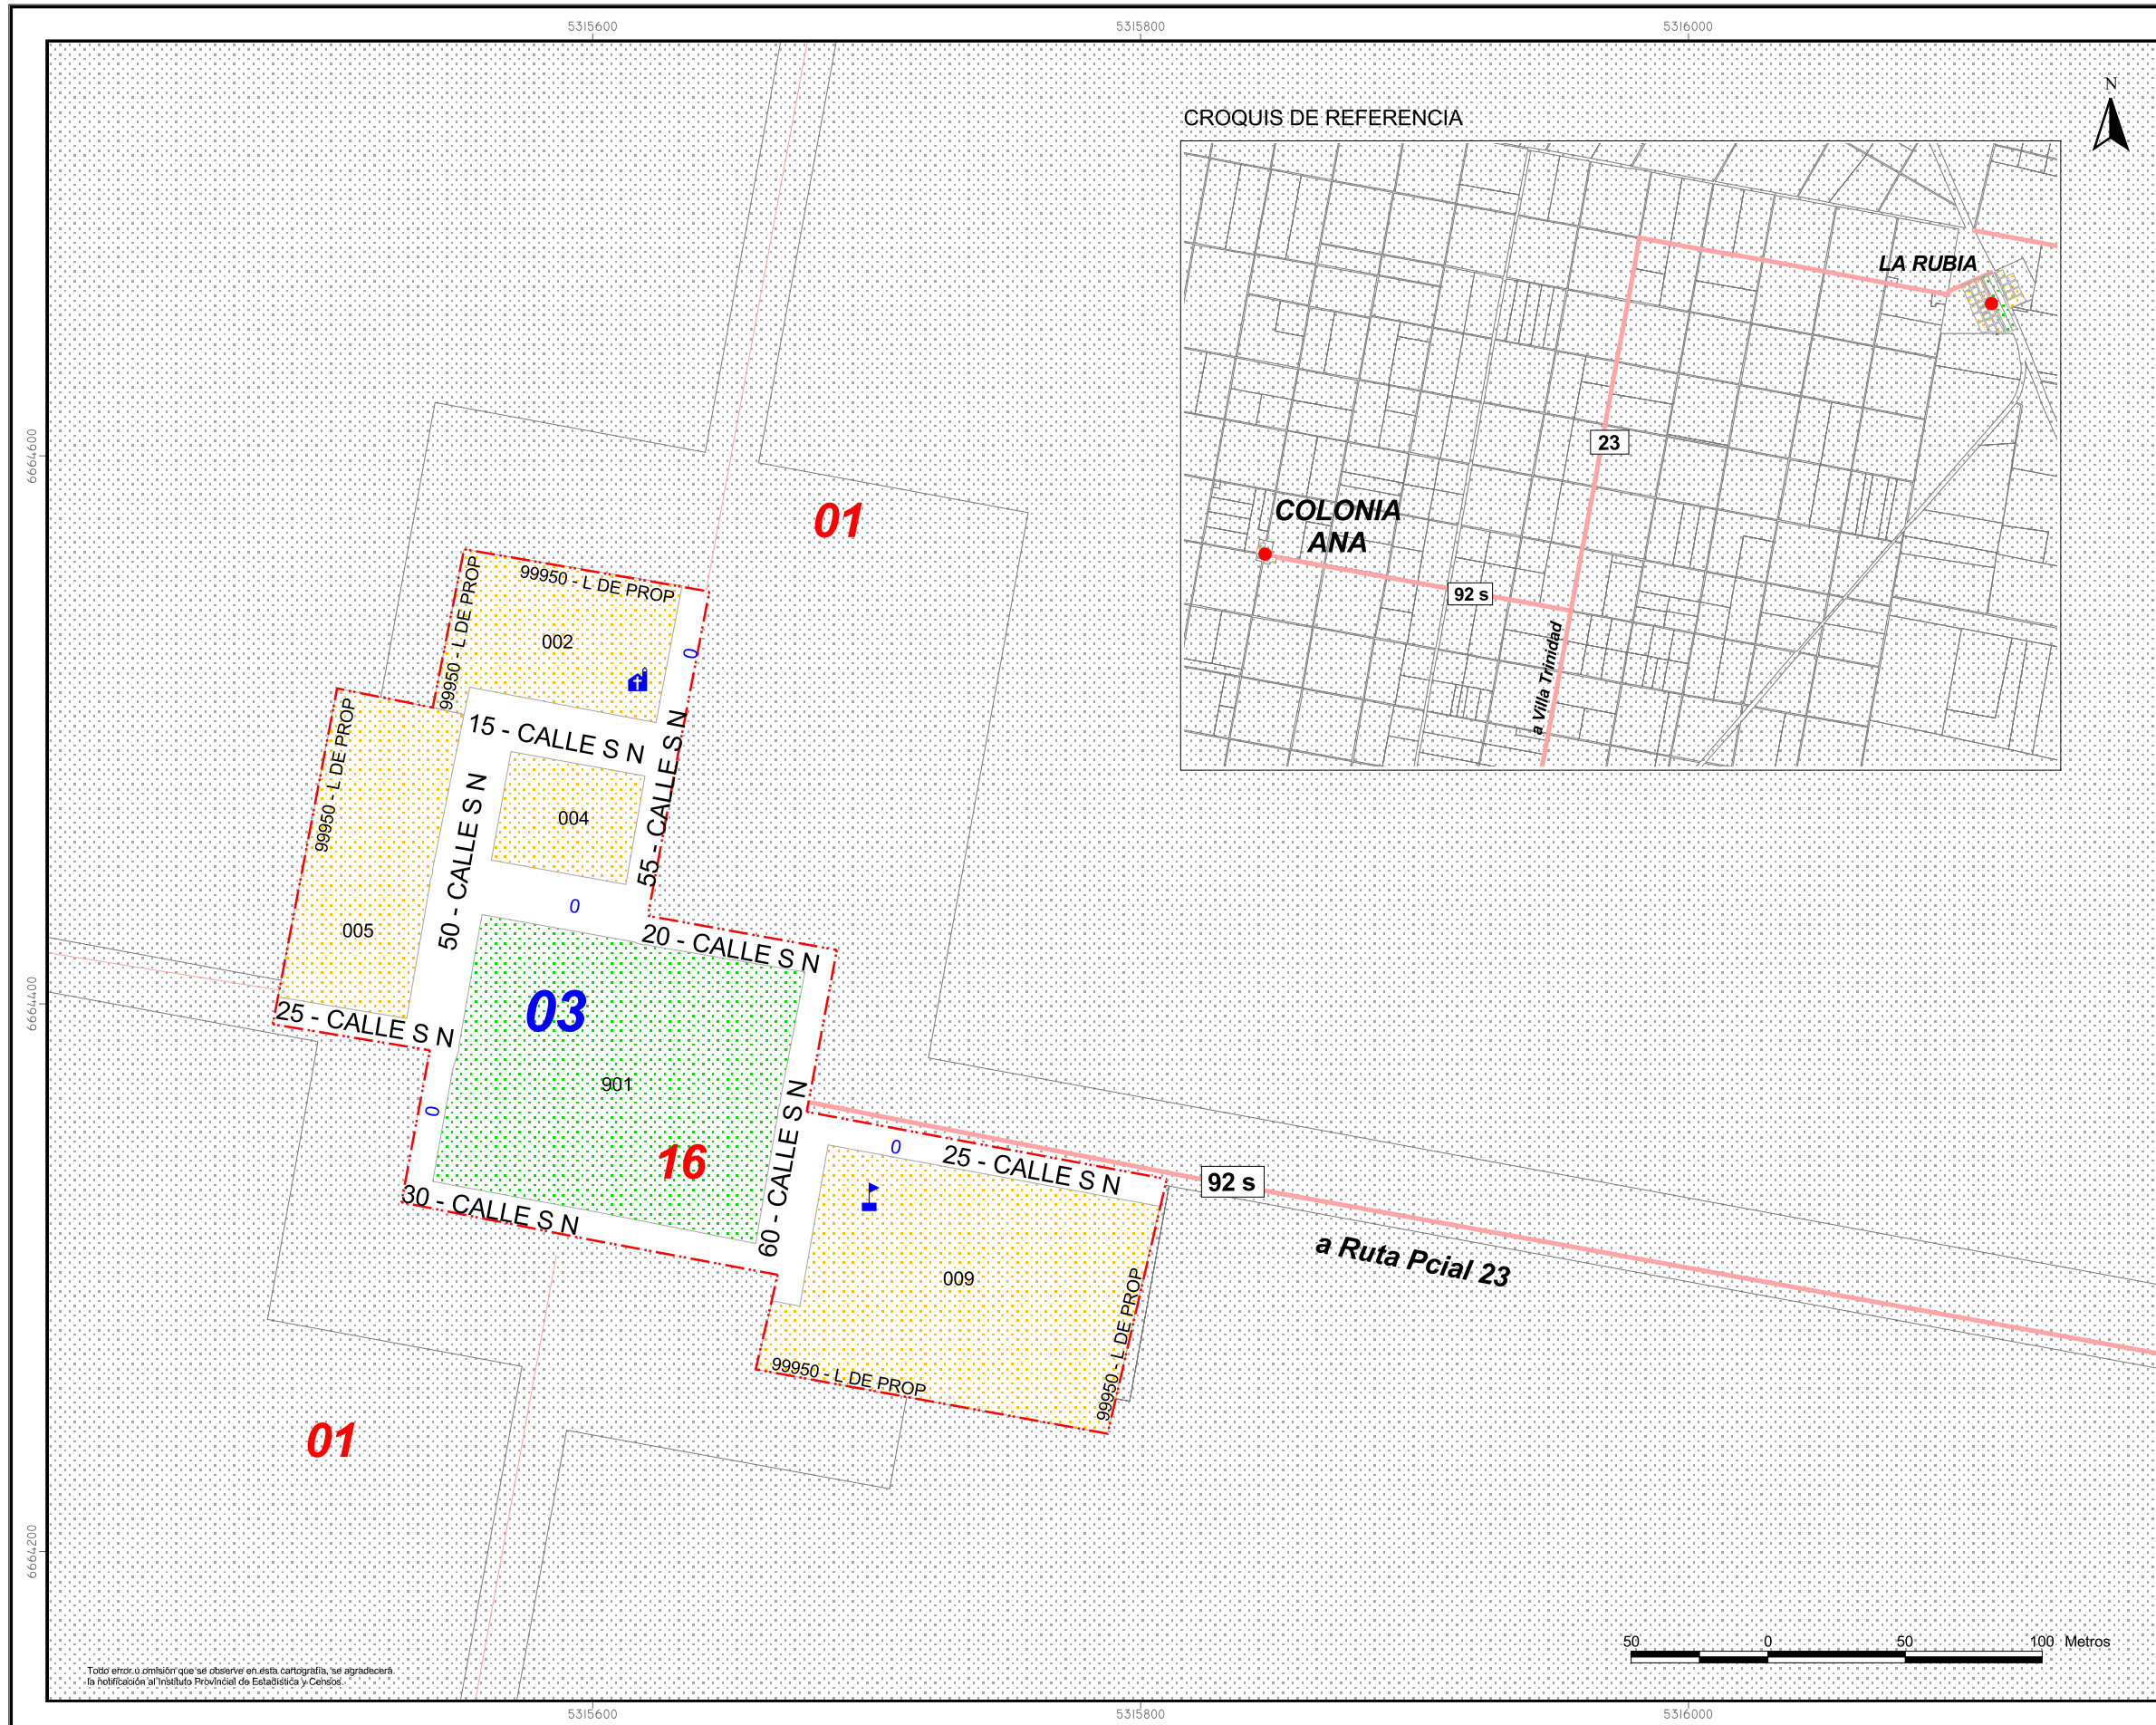 5315600
5315800
5316000
N
CROQUIS DE REFERENCIA
LA RUBIA
23
COLONIA
ANA
92 s
a Villa Trinidad
6664600
01
99950 - L DE PROP
99950 - L DE PROP
002
0
99950 - L DE PROP
15 - CALLE S N
55 - CALLE S N
50 - CALLE S N
004
005
0
20 - CALLE S N
6664400
03
25 - CALLE S N
901
0
60 - CALLE S N
16
0
25 - CALLE S N
92 s
30 - CALLE S N
a Ruta Pcial 23
009
99950 - L DE PROP
99950 - L DE PROP
01
6664200
50
0
50
100 Metros
Todo error u omisión que se observe en esta cartografía, se agradecerá
la notificación al Instituto Provincial de Estadística y Censos.
5315600
5315800
5316000